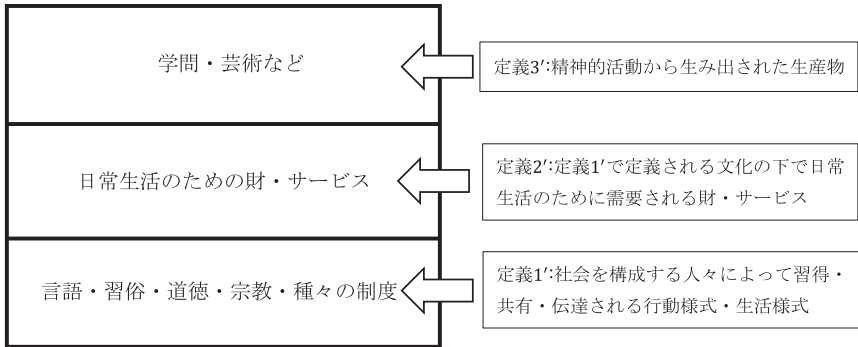 学問・芸術など
定義3′:精神的活動から生み出された生産物
日常生活のための財・サービス
定義2′:定義1′で定義される文化の下で日常
生活のために需要される財・サービス
言語・習俗・道徳・宗教・種々の制度
定義1′:社会を構成する人々によって習得・
共有・伝達される行動様式・生活様式